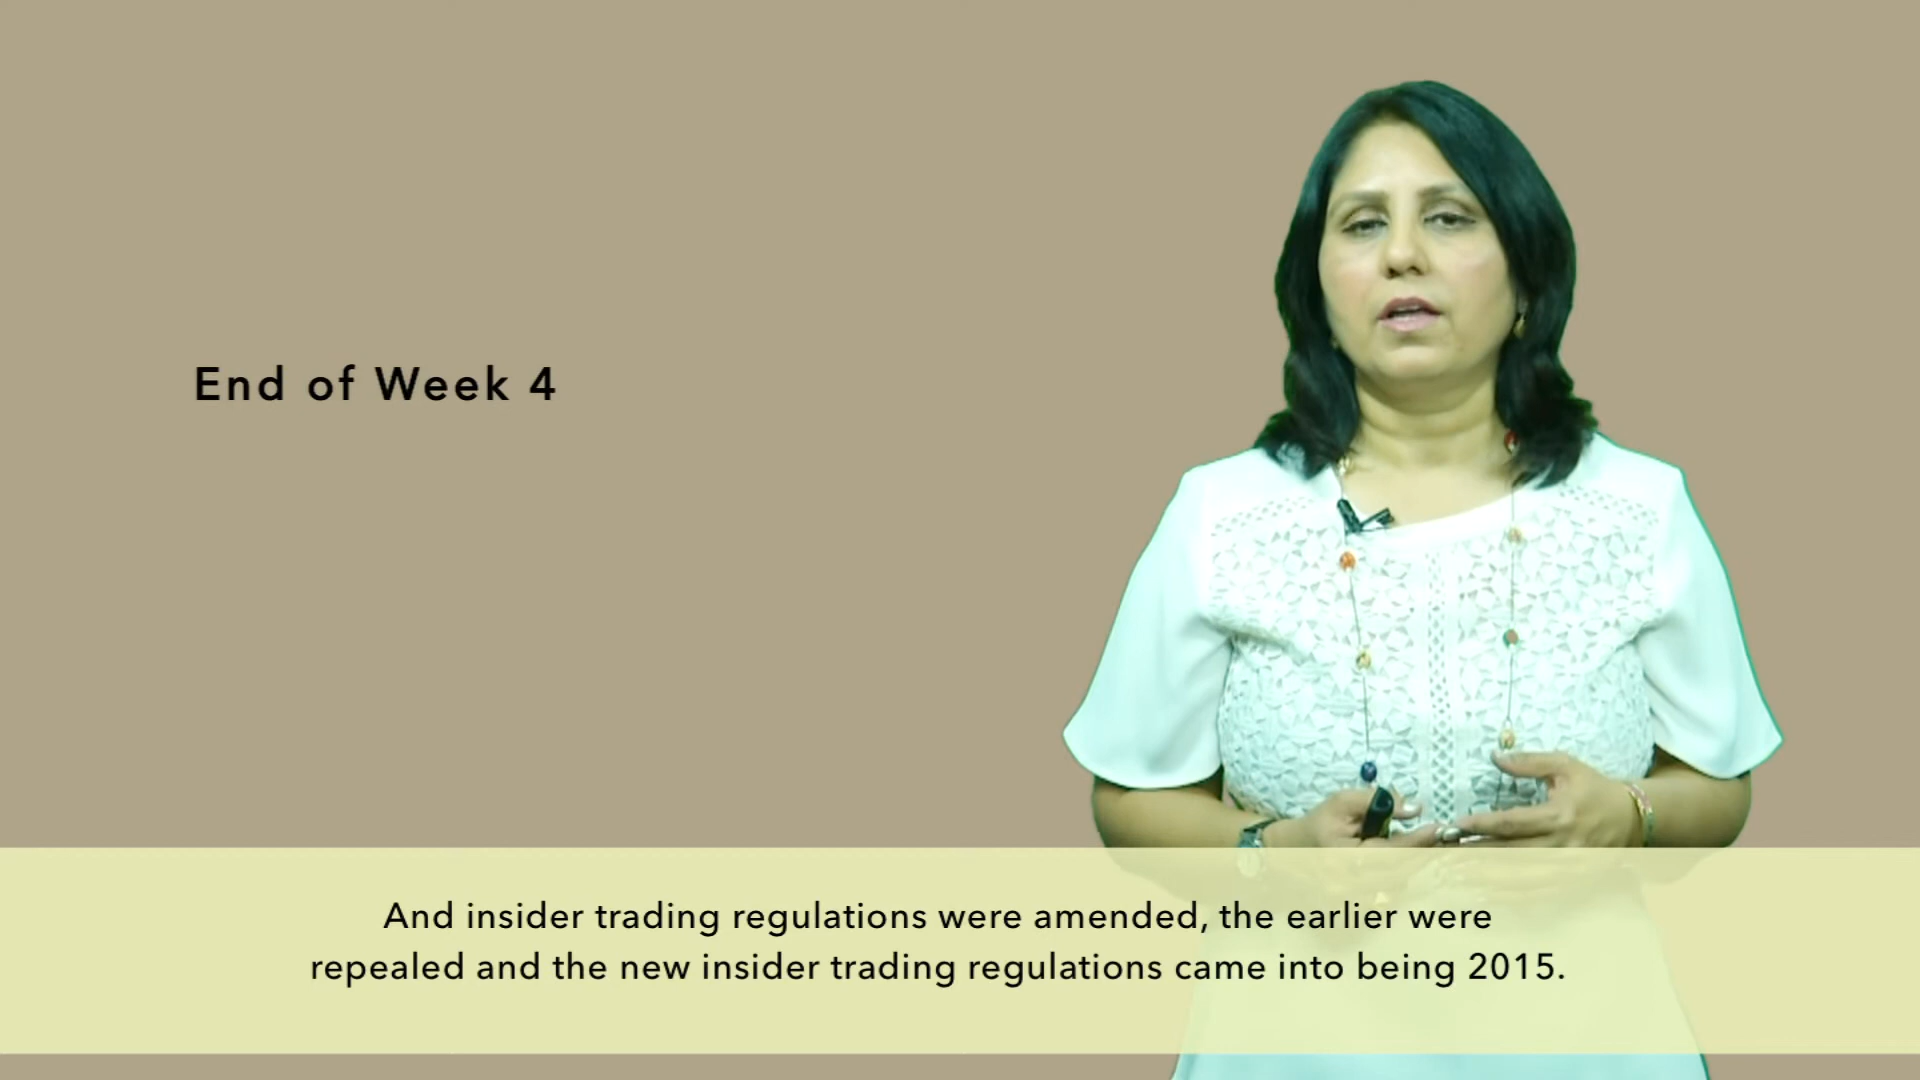 End of Week 4
And insider trading regulations were amended, the earlier were
repealed and the new insider trading regulations came into being 2015.